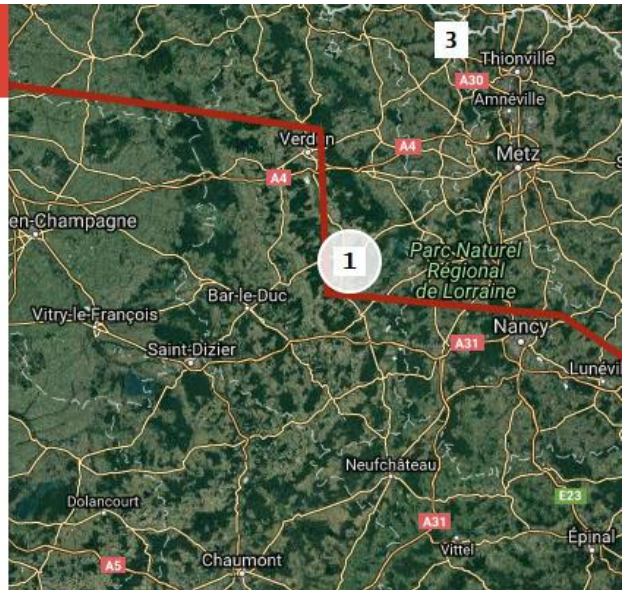 3
Thionville
A30
Amnéville
Verdun
A4
Metz
A4
en-Champagne
Parc Naturel
Régional
de Lorraine
1
Bar-le-Duc
Vitry-le-François
Nancy
A31
Saint-Dizier
Lunévil
Neufchâteau
E23
Dolancourt
A31
Vittel
Épinal
A5
Chaumont